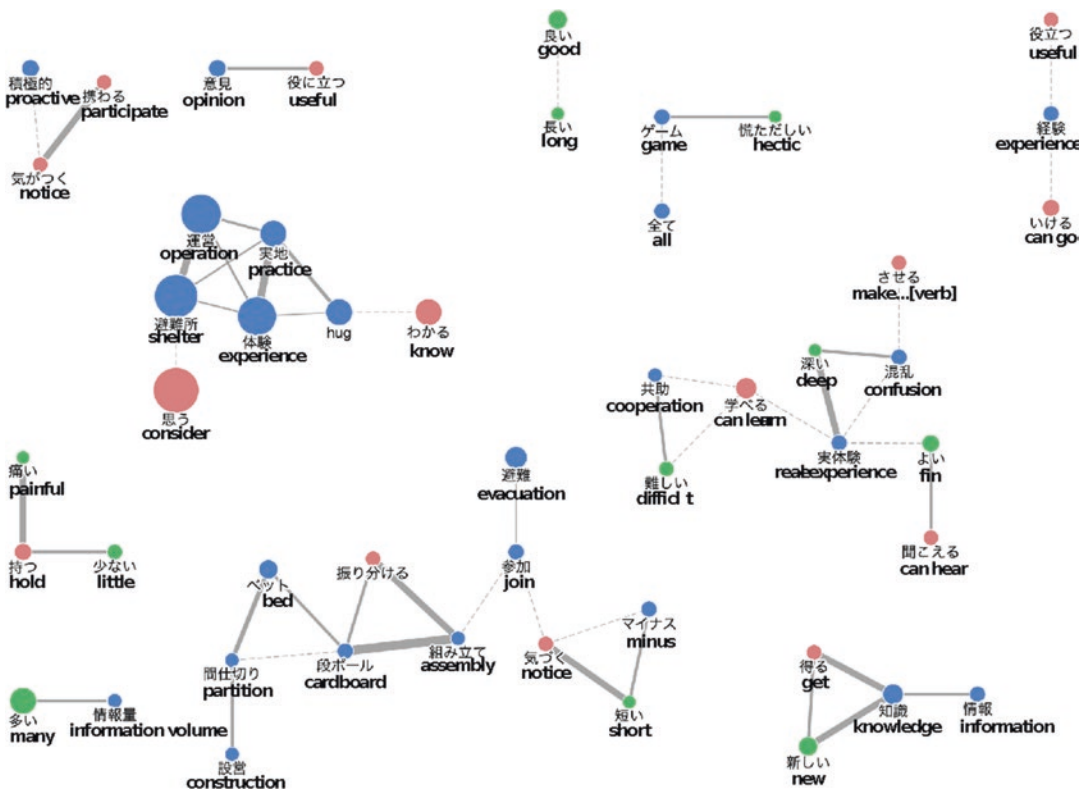 積極的
proactive
携わる
participate
気がつく
notice
意見
opinion
役に立つ
useful
良い
good
長い
long
ゲーム
game
慌ただしい
hectic
全て
all
役立つ
useful
経験
experience
いける
can go
運営
operation
実地
practice
避難所
shelter
体験
experience
hug
わかる
know
思う
consider
させる
make...[verb]
深い
deep
混乱
confusion
共助
cooperation
学べる
can learn
実体験
realexperience
よい
fin
難しい
difficl t
聞こえる
can hear
痛い
painful
持つ
hold
少ない
little
避難
evacuation
参加
join
振り分ける
ベット
bed
間仕切り
partition
段ボール
cardboard
組み立て
assembly
気づく
notice
マイナス
minus
短い
short
多い
many
情報量
information volume
設営
construction
得る
get
知識
knowledge
情報
information
新しい
new